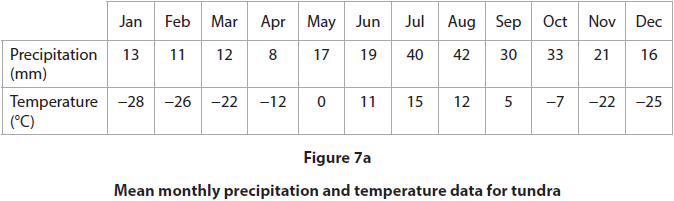 Jan Feb Mar Apr May Jun Jul Aug Sep Oct Nov Dec
Precipitation (mm) 13 11 12 8 17 19 40 42 30 33 21 16
Temperature (°C) −28 −26 −22 −12 0 11 15 12 5 −7 −22 −25
Figure 7a
Mean monthly precipitation and temperature data for tundra